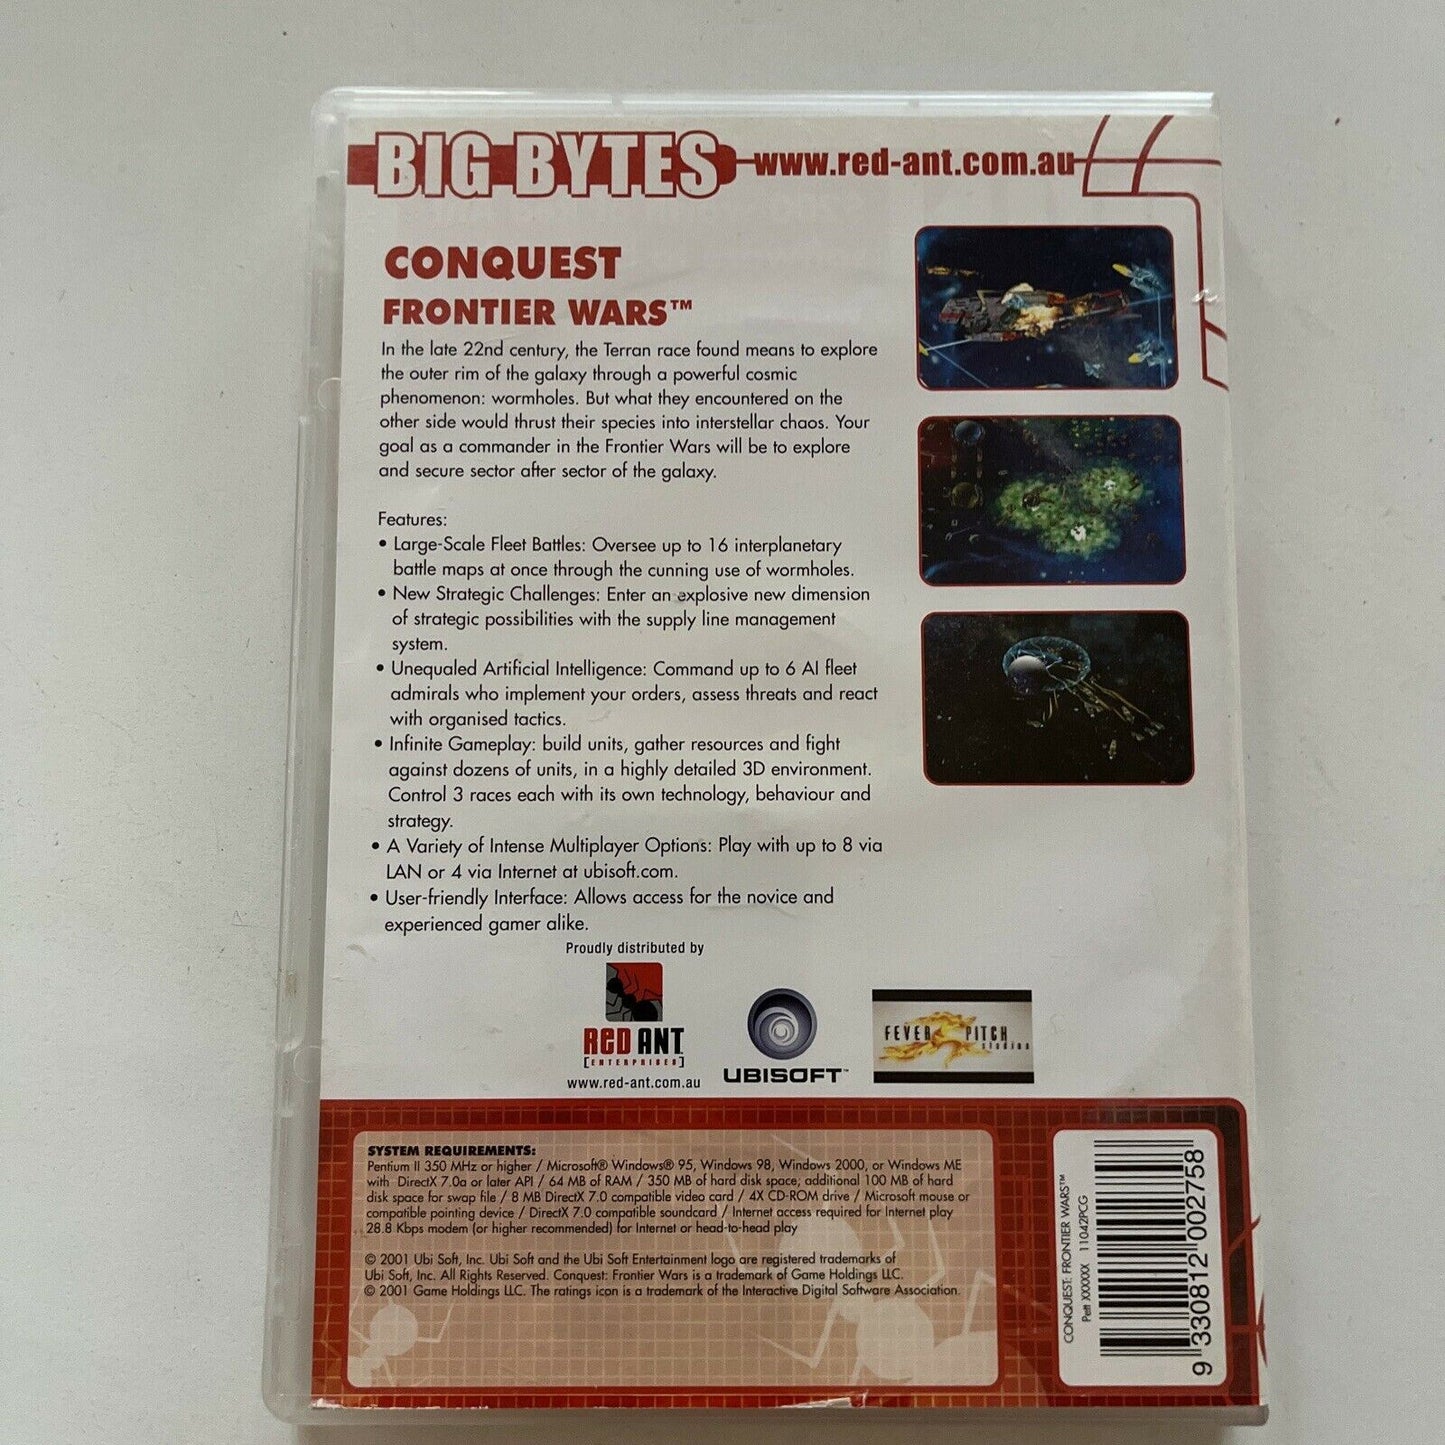 BIG BYTES www.red-ant.com.au
CONQUEST
FRONTIER WARS™
In the late 22nd century, the Terran race found means to explore
the outer rim of the galaxy through a powerful cosmic
phenomenon: wormholes. But what they encountered on the
other side would thrust their species into interstellar chaos. Your
goal as a commander in the Frontier Wars will be to explore
and secure sector after sector of the galaxy.
Features:
• Large-Scale Fleet Battles: Oversee up to 16 interplanetary
battle maps at once through the cunning use of wormholes.
• New Strategic Challenges: Enter an explosive new dimension
of strategic possibilities with the supply line management
system.
• Unequaled Artificial Intelligence: Command up to 6 AI fleet
admirals who implement your orders, assess threats and react
with organised tactics.
• Infinite Gameplay: build units, gather resources and fight
against dozens of units, in a highly detailed 3D environment.
Control 3 races each with its own technology, behaviour and
strategy.
• A Variety of Intense Multiplayer Options: Play with up to 8 via
LAN or 4 via Internet at ubisoft.com.
• User-friendly Interface: Allows access for the novice and
experienced gamer alike.
Proudly distributed by
RED ANT
[ENTERPRISES]
www.red-ant.com.au
UBISOFT™
FEVER PITCH
studios
SYSTEM REQUIREMENTS:
Pentium II 350 MHz or higher / Microsoft® Windows® 95, Windows 98, Windows 2000, or Windows ME
with DirectX 7.0a or later API / 64 MB of RAM / 350 MB of hard disk space; additional 100 MB of hard
disk space for swap file / 8 MB DirectX 7.0 compatible video card / 4X CD-ROM drive / Microsoft mouse or
compatible pointing device / DirectX 7.0 compatible soundcard / Internet access required for Internet play
28.8 Kbps modem (or higher recommended) for Internet or head-to-head play
© 2001 Ubi Soft, Inc. Ubi Soft and the Ubi Soft Entertainment logo are registered trademarks of
Ubi Soft, Inc. All Rights Reserved. Conquest: Frontier Wars is a trademark of Game Holdings LLC.
© 2001 Game Holdings LLC. The ratings icon is a trademark of the Interactive Digital Software Association.
CONQUEST: FRONTIER WARS™
Pett XXXXXX 11042PCG
9 330812 002758